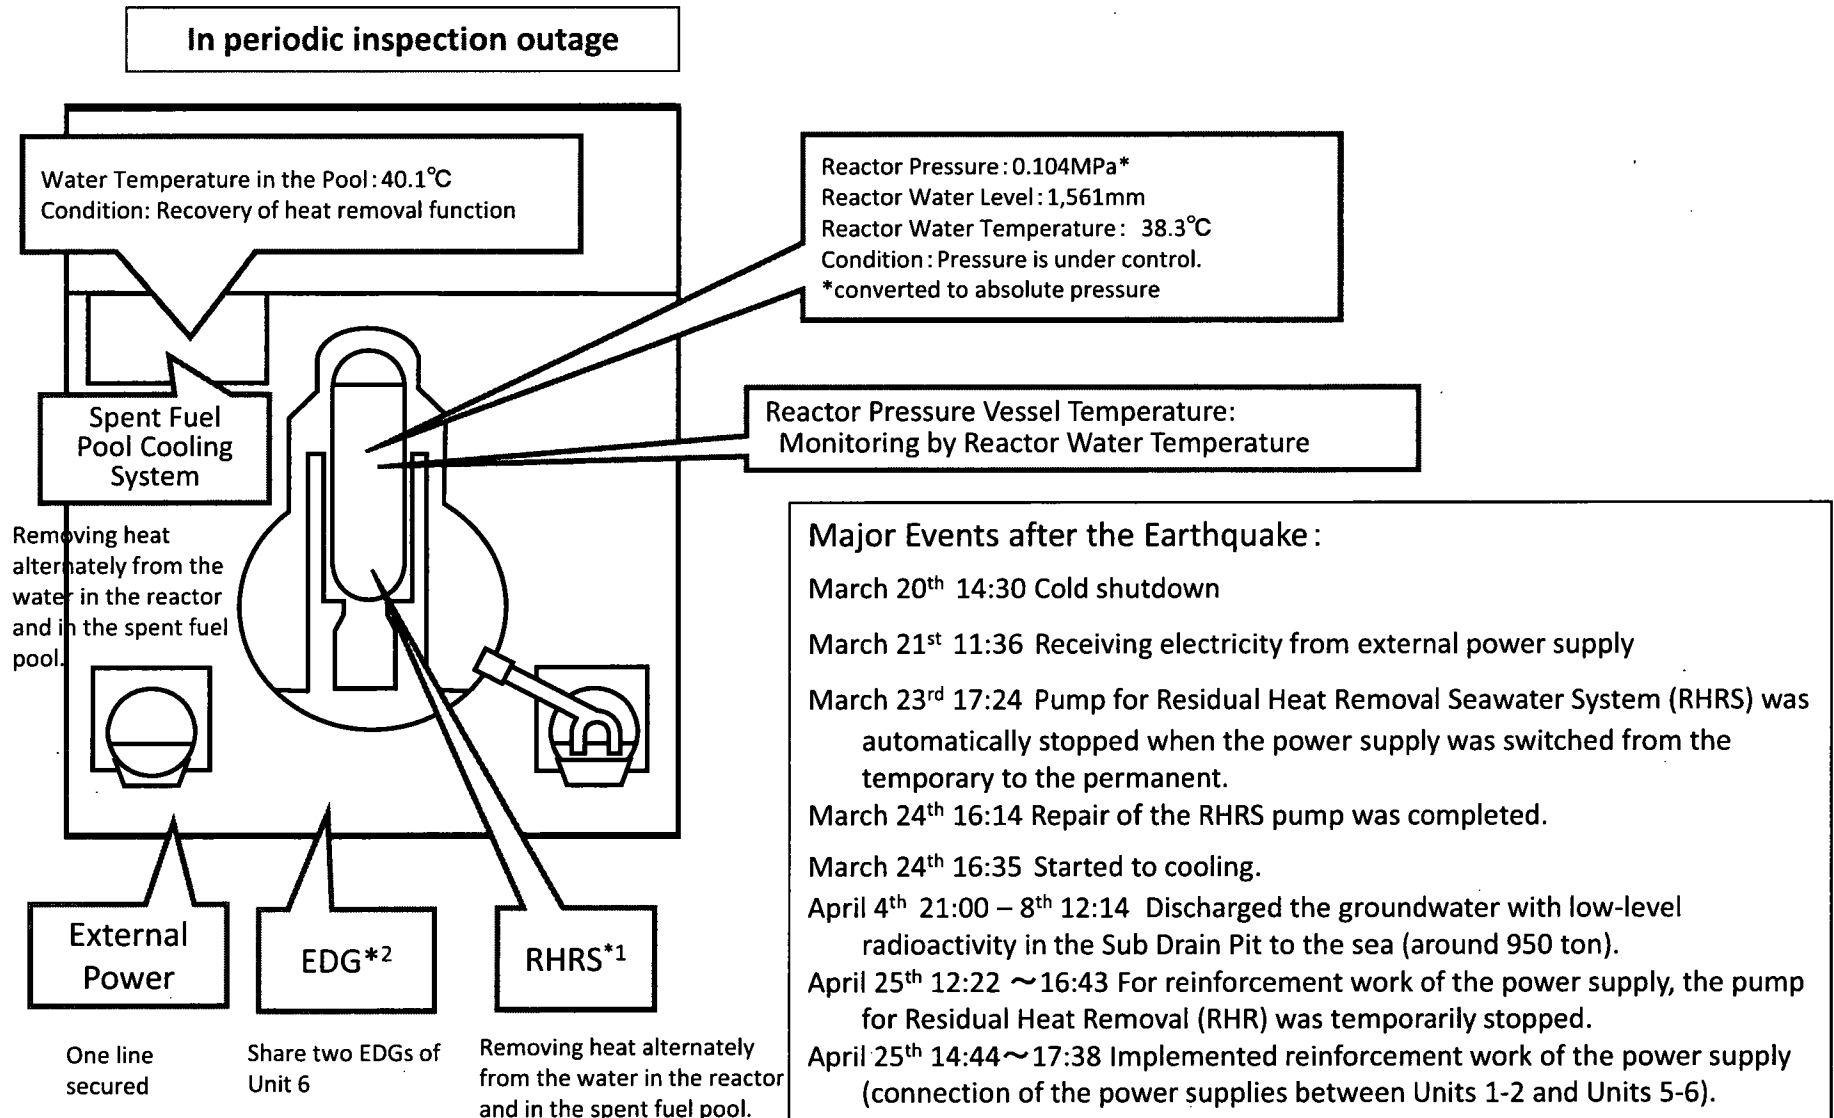 In periodic inspection outage
Water Temperature in the Pool : 40.1℃
Condition: Recovery of heat removal function
Reactor Pressure : 0.104MPa*
Reactor Water Level : 1,561mm
Reactor Water Temperature : 38.3℃
Condition : Pressure is under control.
*converted to absolute pressure
Spent Fuel
Pool Cooling
System
Reactor Pressure Vessel Temperature:
Monitoring by Reactor Water Temperature
Removing heat
alternately from the
water in the reactor
and in the spent fuel
pool.
External
Power
One line
secured
EDG*2
Share two EDGs of
Unit 6
RHRS*1
Removing heat alternately
from the water in the reactor
and in the spent fuel pool.
Major Events after the Earthquake :
March 20th 14:30 Cold shutdown
March 21st 11:36 Receiving electricity from external power supply
March 23rd 17:24 Pump for Residual Heat Removal Seawater System (RHRS) was
automatically stopped when the power supply was switched from the
temporary to the permanent.
March 24th 16:14 Repair of the RHRS pump was completed.
March 24th 16:35 Started to cooling.
April 4th 21:00 – 8th 12:14 Discharged the groundwater with low-level
radioactivity in the Sub Drain Pit to the sea (around 950 ton).
April 25th 12:22 ～16:43 For reinforcement work of the power supply, the pump
for Residual Heat Removal (RHR) was temporarily stopped.
April 25th 14:44～17:38 Implemented reinforcement work of the power supply
(connection of the power supplies between Units 1-2 and Units 5-6).